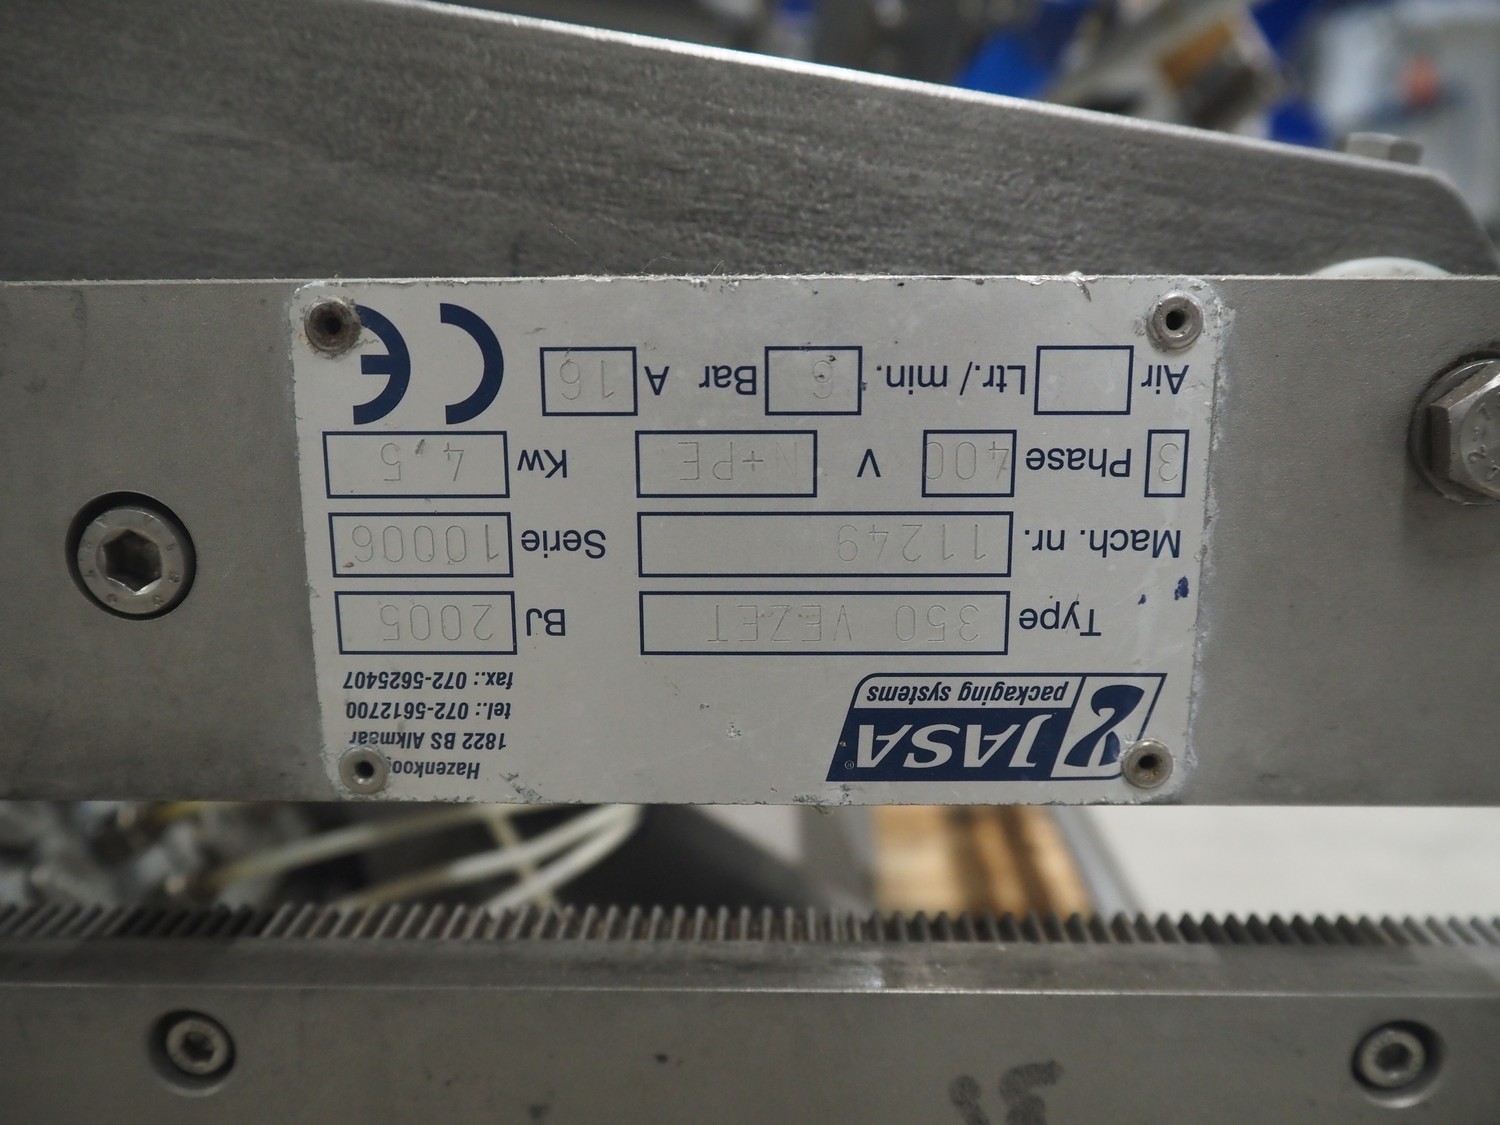 JASA®
packaging systems
1822 BS Alkmaar
tel.: 072-5612700
fax.: 072-5625407
Type 350 VEZET BJ 2005
Mach. nr. 11249 Serie 10006
3 Phase 400 V N+PE Kw 4,5
Air Ltr./min. 6 Bar A 16
CE